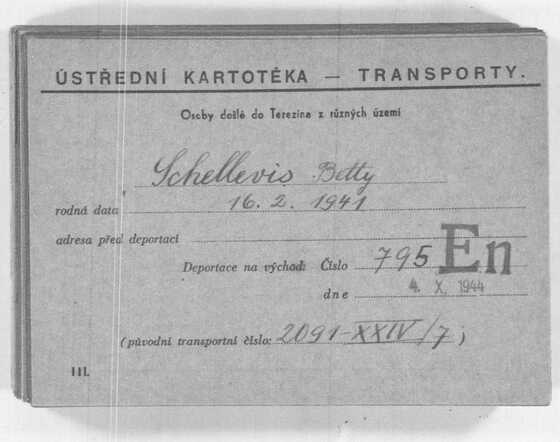 ÚSTŘEDNÍ KARTOTÉKA — TRANSPORTY.
Osoby došlé do Terezína z různých území
Schellevis Betty
rodná data 16. 2. 1941
adresa před deportací
Deportace na východ: Číslo 795 En
dne 4. X. 1944
(původní transportní číslo: 2091-XXIV/7)
III.